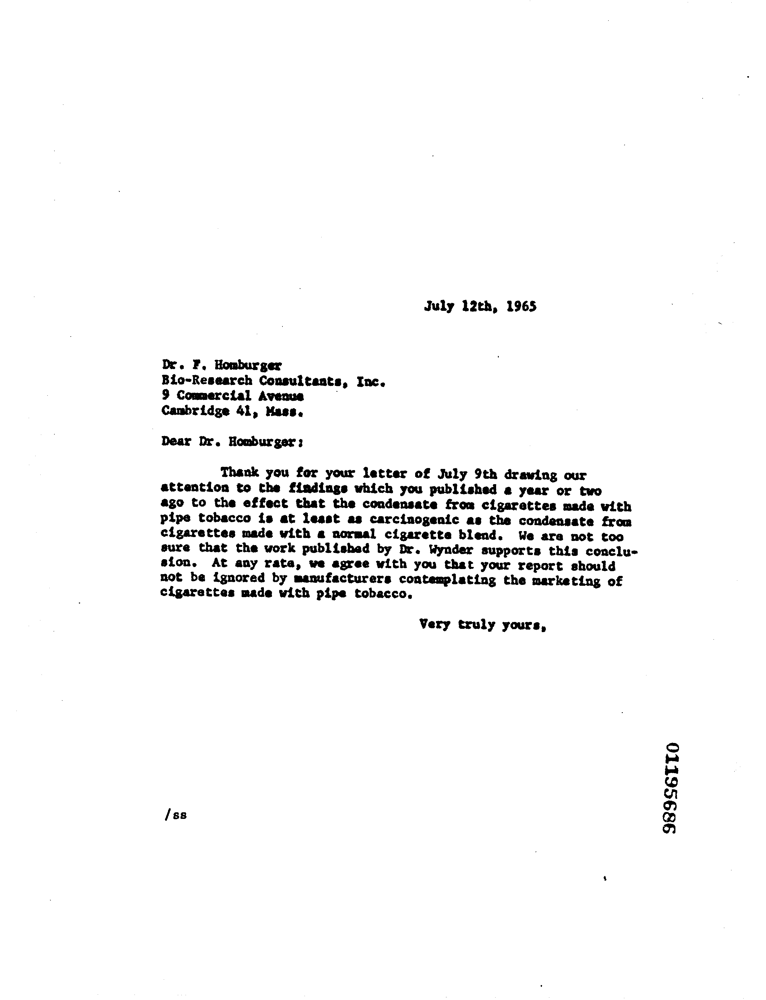 July 12th, 1965
Dr. F. Homburger
Bio-Research Consultants, Inc.
9 Commercial Avenue
Cambridge 41, Mass.
Dear Dr. Homburger:
Thank you for your letter of July 9th drawing our
attention to the findings which you published a year or two
ago to the effect that the condensate from cigarettes made with
pipe tobacco is at least as carcinogenic as the condensate from
cigarettes made with a normal cigarette blend. We are not too
sure that the work published by Dr. Wynder supports this conclu-
sion. At any rate, we agree with you that your report should
not be ignored by manufacturers contemplating the marketing of
cigarettes made with pipe tobacco.
Very truly yours,
/ss
01195686